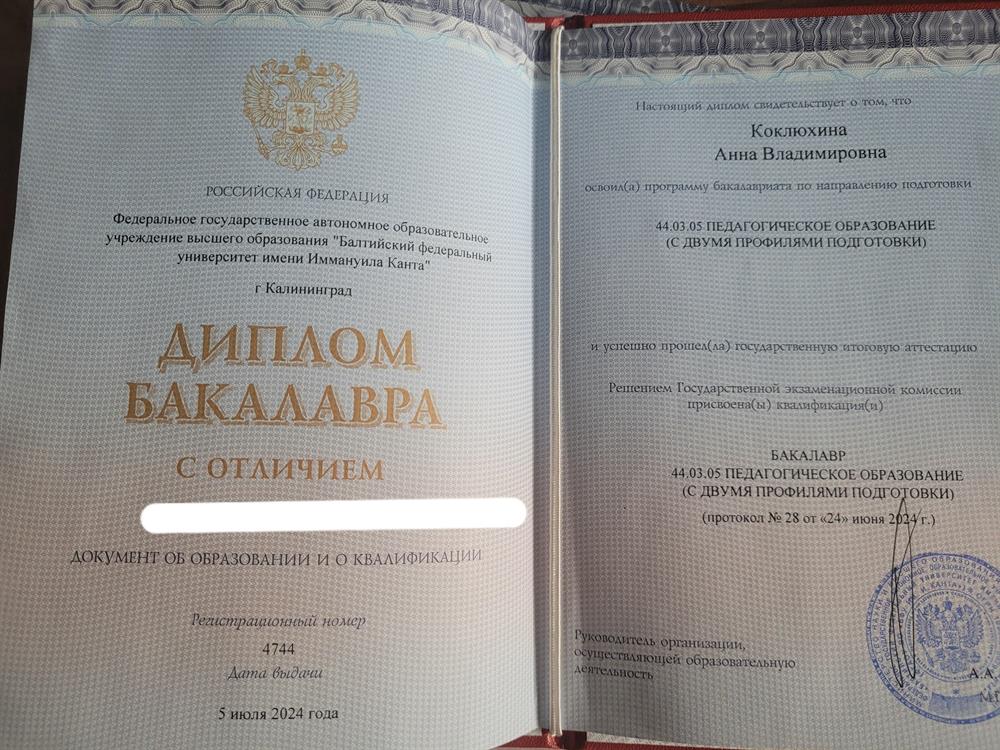 РОССИЙСКАЯ ФЕДЕРАЦИЯ
Федеральное государственное автономное образовательное
учреждение высшего образования "Балтийский федеральный
университет имени Иммануила Канта"
г Калининград
ДИПЛОМ
БАКАЛАВРА
С ОТЛИЧИЕМ
ДОКУМЕНТ ОБ ОБРАЗОВАНИИ И О КВАЛИФИКАЦИИ
Регистрационный номер
4744
Дата выдачи
5 июля 2024 года
Настоящий диплом свидетельствует о том, что
Коклюхина
Анна Владимировна
освоил(а) программу бакалавриата по направлению подготовки
44.03.05 ПЕДАГОГИЧЕСКОЕ ОБРАЗОВАНИЕ
(С ДВУМЯ ПРОФИЛЯМИ ПОДГОТОВКИ)
и успешно прошел(ла) государственную итоговую аттестацию
Решением Государственной экзаменационной комиссии
присвоена(ы) квалификация(и)
БАКАЛАВР
44.03.05 ПЕДАГОГИЧЕСКОЕ ОБРАЗОВАНИЕ
(С ДВУМЯ ПРОФИЛЯМИ ПОДГОТОВКИ)
(протокол № 28 от «24» июня 2024 г.)
Руководитель организации,
осуществляющей образовательную
деятельность
А.А.